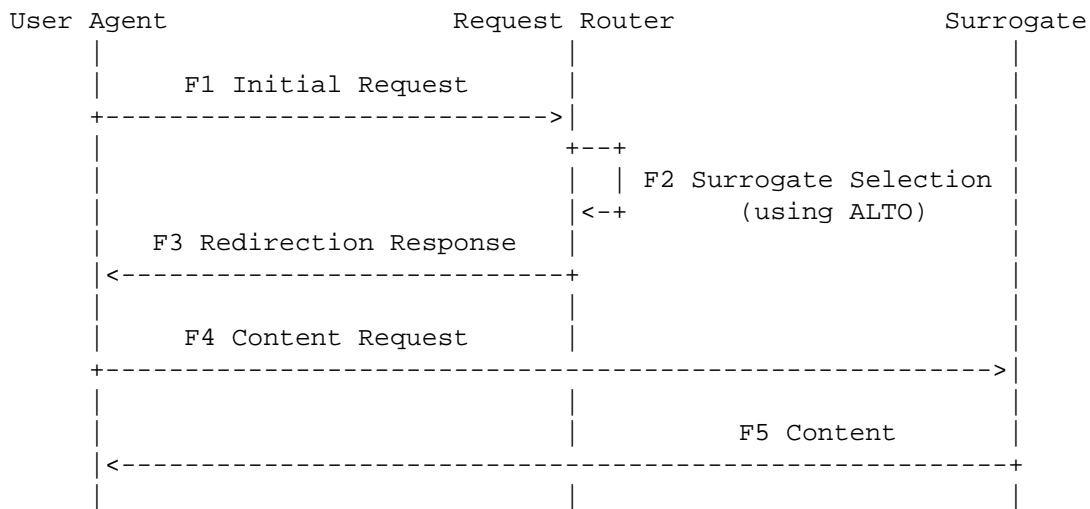 User Agent Request Router Surrogate
F1 Initial Request
F2 Surrogate Selection
(using ALTO)
F3 Redirection Response
F4 Content Request
F5 Content